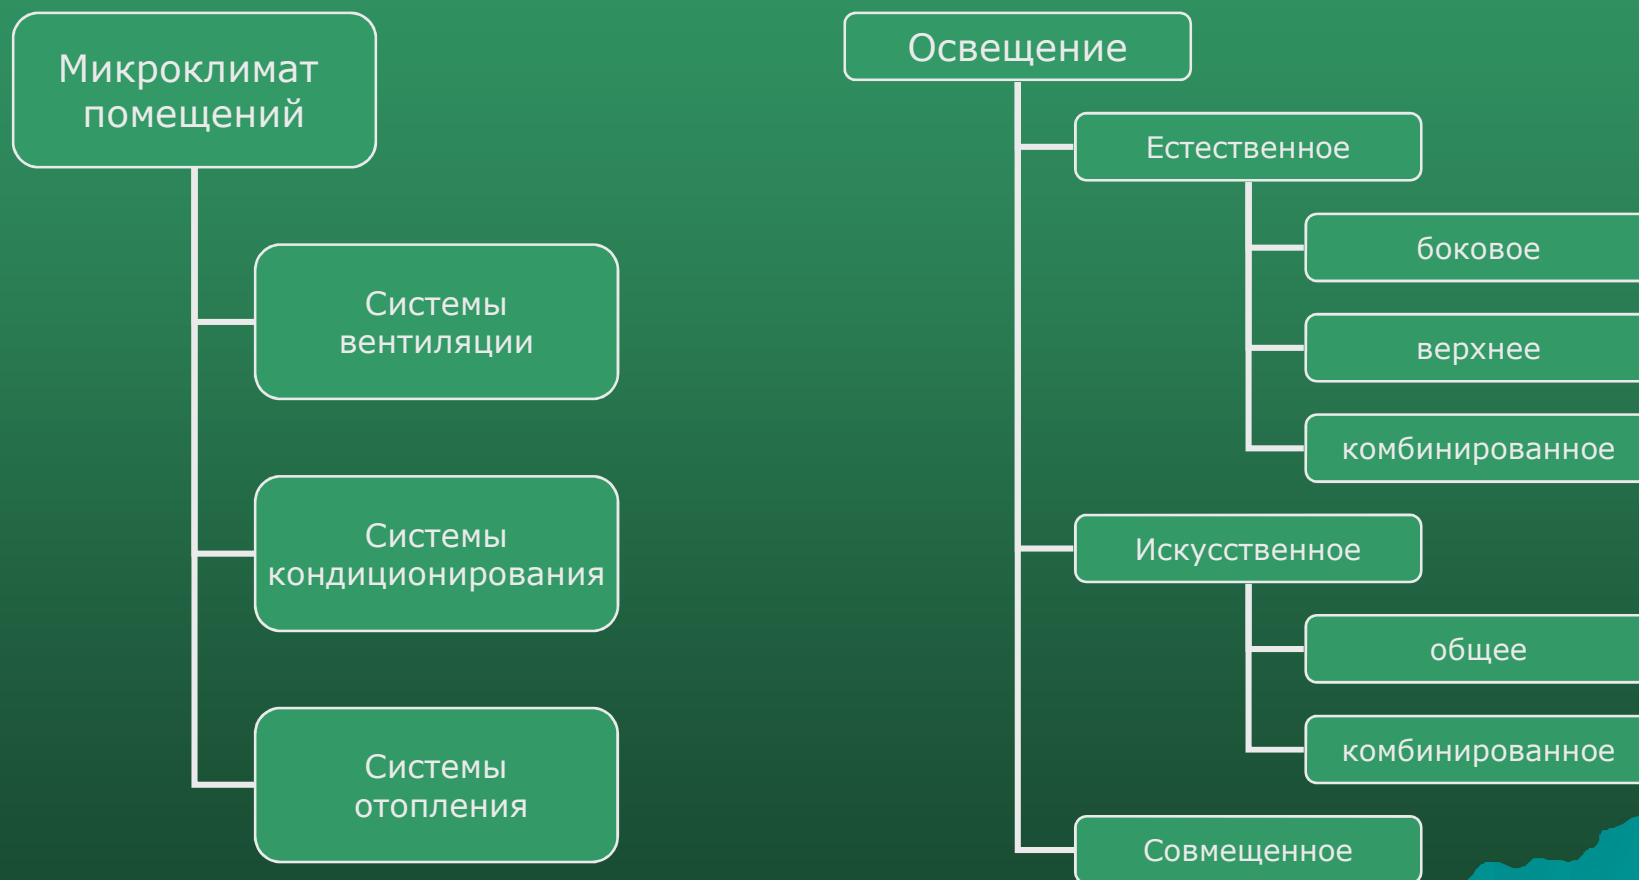 Микроклимат
помещений
Системы
вентиляции
Системы
кондиционирования
Системы
отопления
Освещение
Естественное
боковое
верхнее
комбинированное
Искусственное
общее
комбинированное
Совмещенное